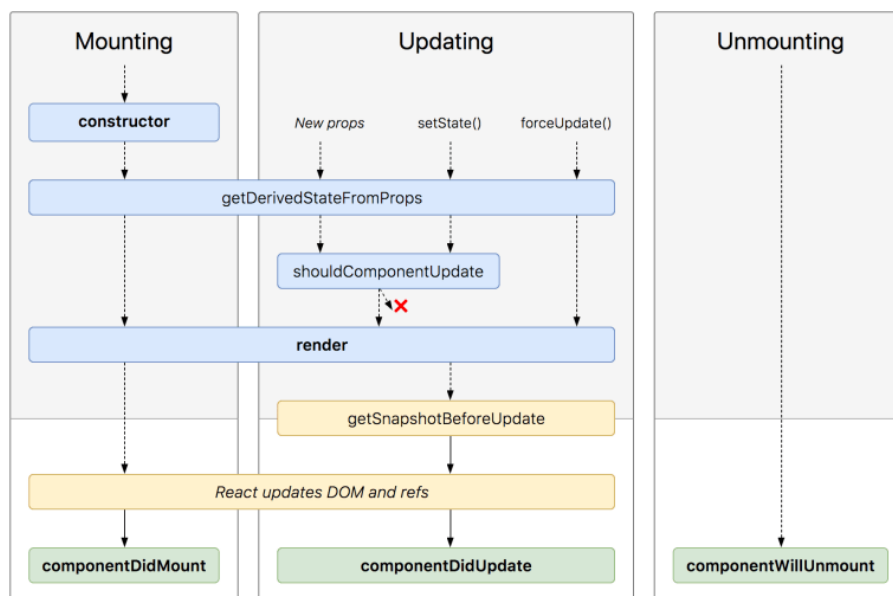 Mounting
Updating
Unmounting
constructor
New props
setState()
forceUpdate()
getDerivedStateFromProps
shouldComponentUpdate
render
getSnapshotBeforeUpdate
React updates DOM and refs
componentDidMount
componentDidUpdate
componentWillUnmount